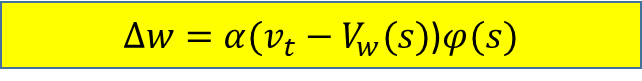 Δw = α(v_t − V_w(s))φ(s)